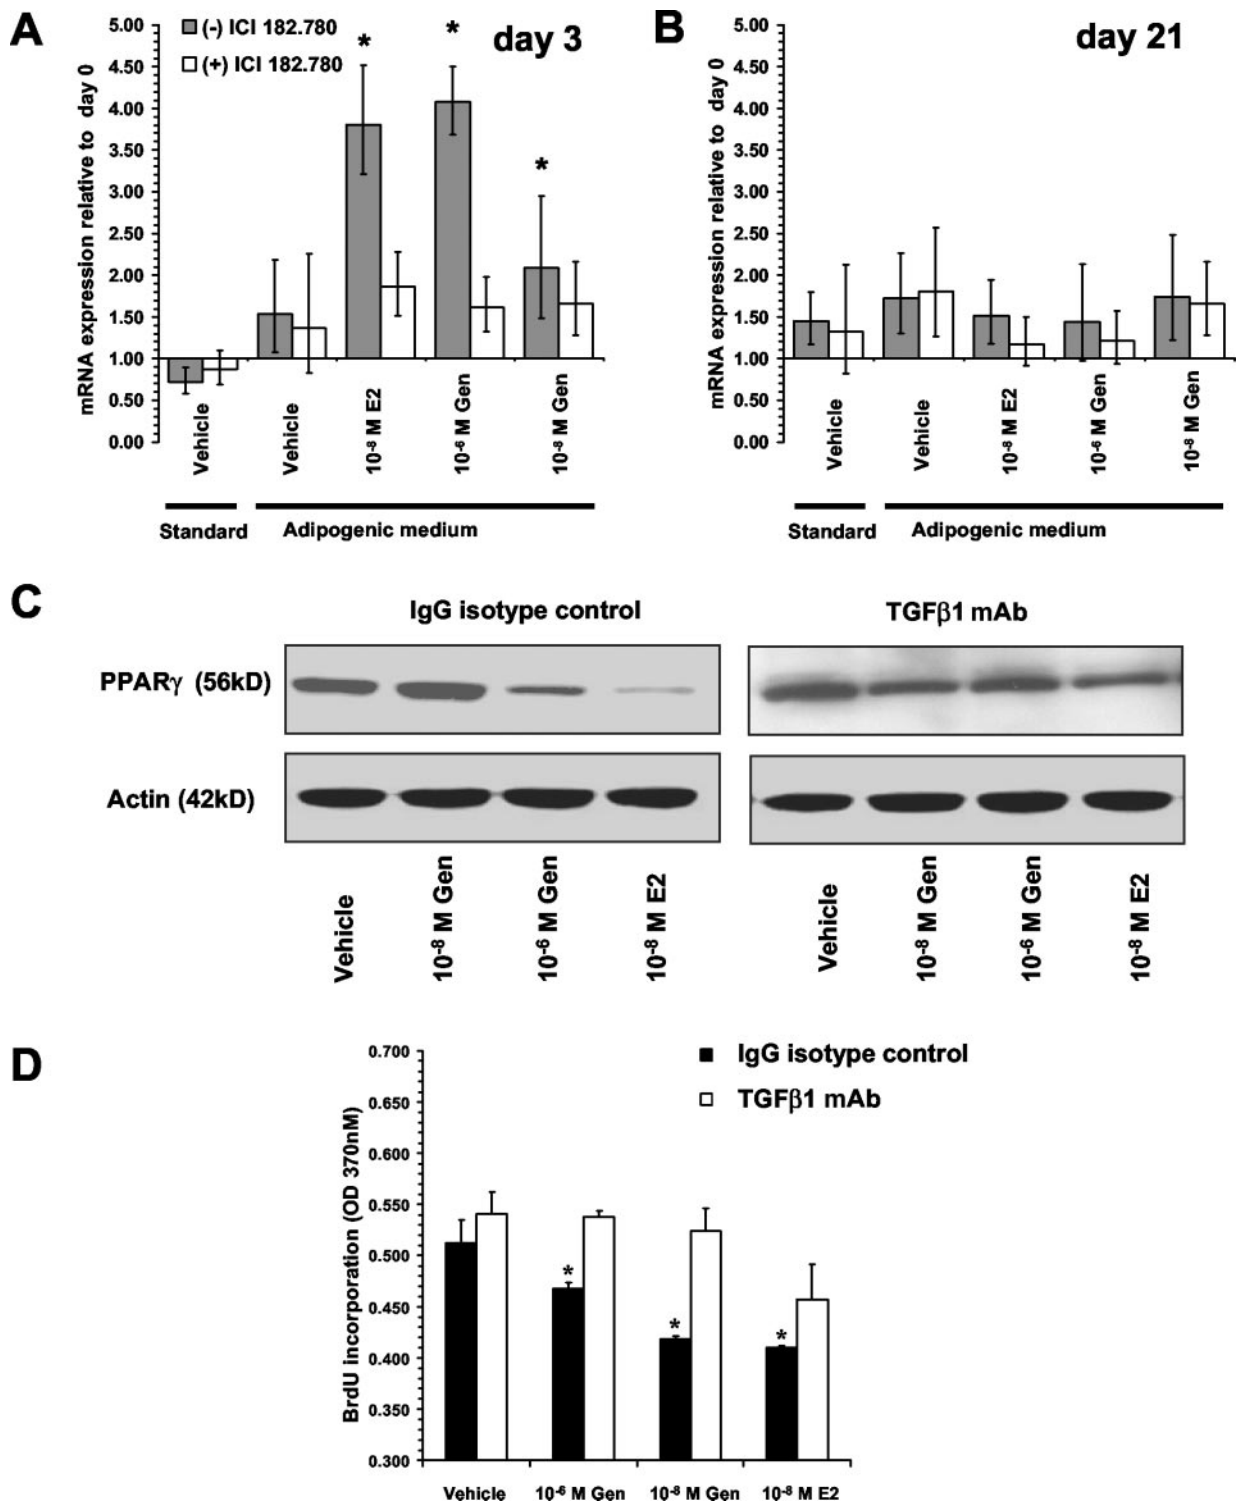 A
(-) ICI 182.780
(+) ICI 182.780
day 3
mRNA expression relative to day 0
5.00
4.50
4.00
3.50
3.00
2.50
2.00
1.50
1.00
0.50
0.00
*
*
*
Vehicle
Vehicle
10⁻⁸ M E2
10⁻⁶ M Gen
10⁻⁸ M Gen
Standard
Adipogenic medium
B
day 21
mRNA expression relative to day 0
5.00
4.50
4.00
3.50
3.00
2.50
2.00
1.50
1.00
0.50
0.00
Vehicle
Vehicle
10⁻⁸ M E2
10⁻⁶ M Gen
10⁻⁸ M Gen
Standard
Adipogenic medium
C
IgG isotype control
TGFβ1 mAb
PPARγ (56kD)
Actin (42kD)
Vehicle
10⁻⁸ M Gen
10⁻⁶ M Gen
10⁻⁸ M E2
Vehicle
10⁻⁸ M Gen
10⁻⁶ M Gen
10⁻⁸ M E2
D
IgG isotype control
TGFβ1 mAb
BrdU incorporation (OD 370nM)
0.700
0.650
0.600
0.550
0.500
0.450
0.400
0.350
0.300
*
*
*
Vehicle
10⁻⁶ M Gen
10⁻⁸ M Gen
10⁻⁸ M E2